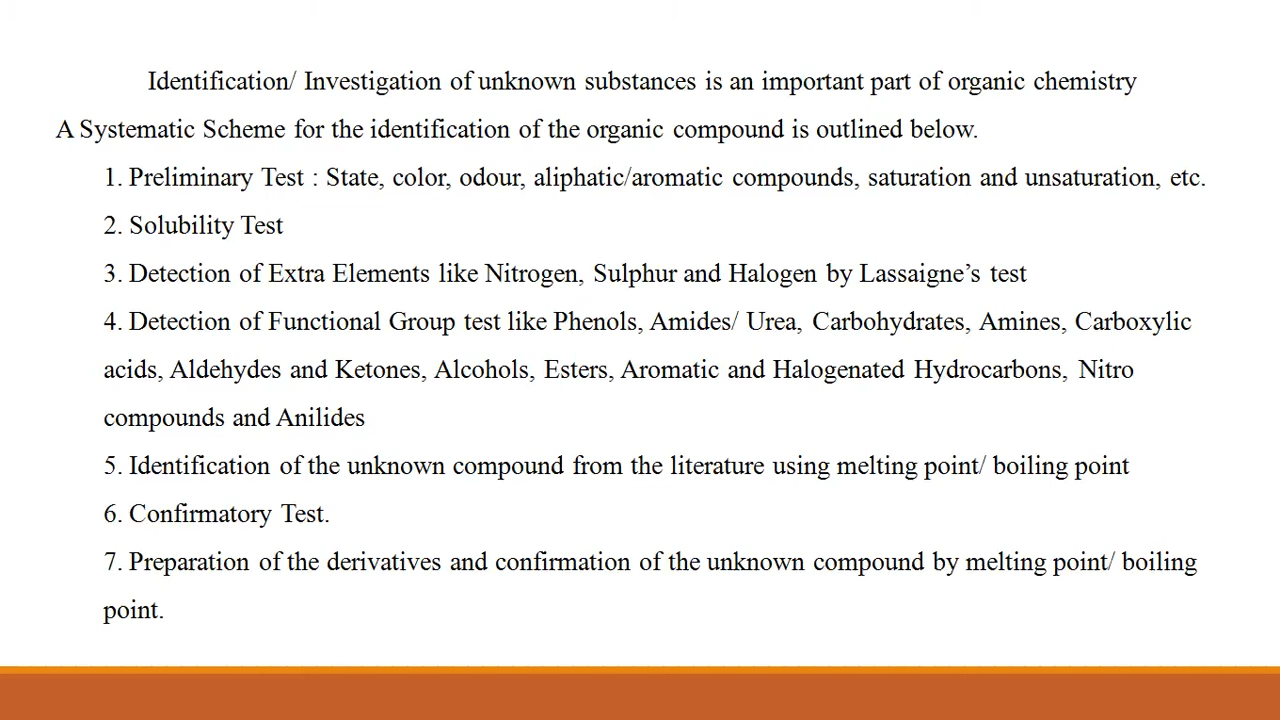 Identification/ Investigation of unknown substances is an important part of organic chemistry
A Systematic Scheme for the identification of the organic compound is outlined below.
1. Preliminary Test : State, color, odour, aliphatic/aromatic compounds, saturation and unsaturation, etc.
2. Solubility Test
3. Detection of Extra Elements like Nitrogen, Sulphur and Halogen by Lassaigne’s test
4. Detection of Functional Group test like Phenols, Amides/ Urea, Carbohydrates, Amines, Carboxylic
acids, Aldehydes and Ketones, Alcohols, Esters, Aromatic and Halogenated Hydrocarbons, Nitro
compounds and Anilides
5. Identification of the unknown compound from the literature using melting point/ boiling point
6. Confirmatory Test.
7. Preparation of the derivatives and confirmation of the unknown compound by melting point/ boiling
point.